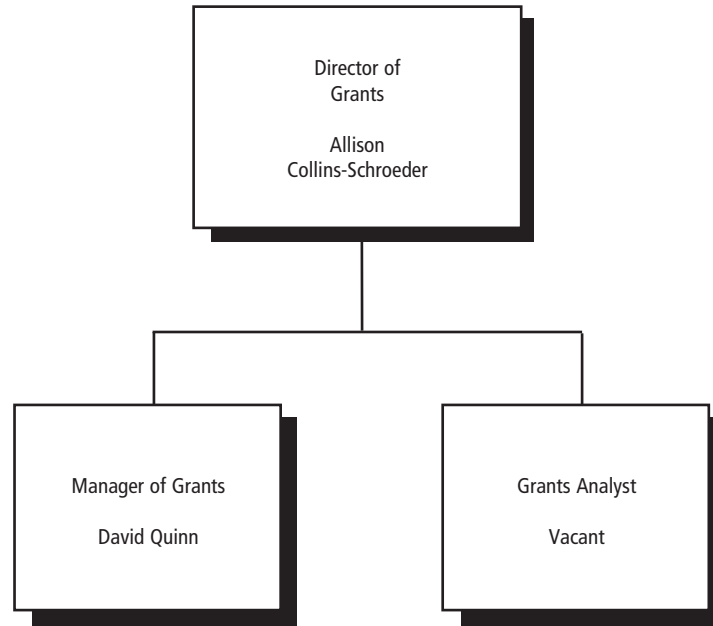 Director of
Grants
Allison
Collins-Schroeder
Manager of Grants
David Quinn
Grants Analyst
Vacant